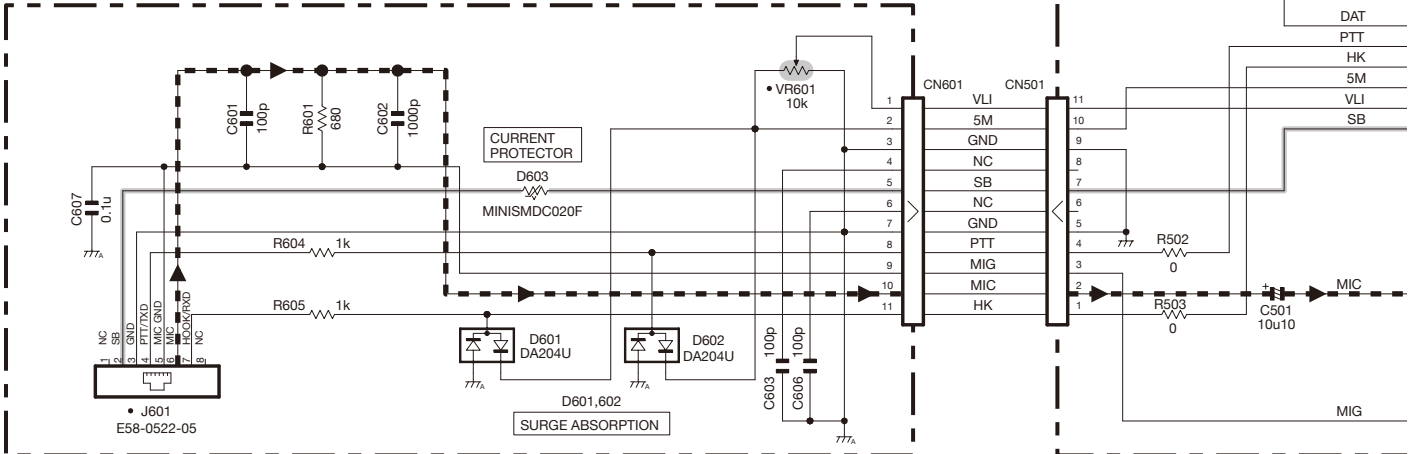 DAT
PTT
HK
5M
VLI
SB
MIC
MIG
C601
100p
R601
680
C602
1000p
VR601
10k
CN601
CN501
CURRENT
PROTECTOR
D603
MINISMDC020F
C607
0.1u
A
R604 1k
R605 1k
1 VLI 11
2 5M 10
3 GND 9
4 NC 8
5 SB 7
6 NC 6
7 GND 5
8 PTT 4
9 MIG 3
10 MIC 2
11 HK 1
R502
0
R503
0
+
C501
10u10
1 NC
2 SB
3 GND
4 PTT/TXD
5 MIC GND
6 MIC
7 HOOK/RXD
8 NC
J601
E58-0522-05
D601
DA204U
A
D602
DA204U
A
C603 100p
C606 100p
A
D601,602
SURGE ABSORPTION